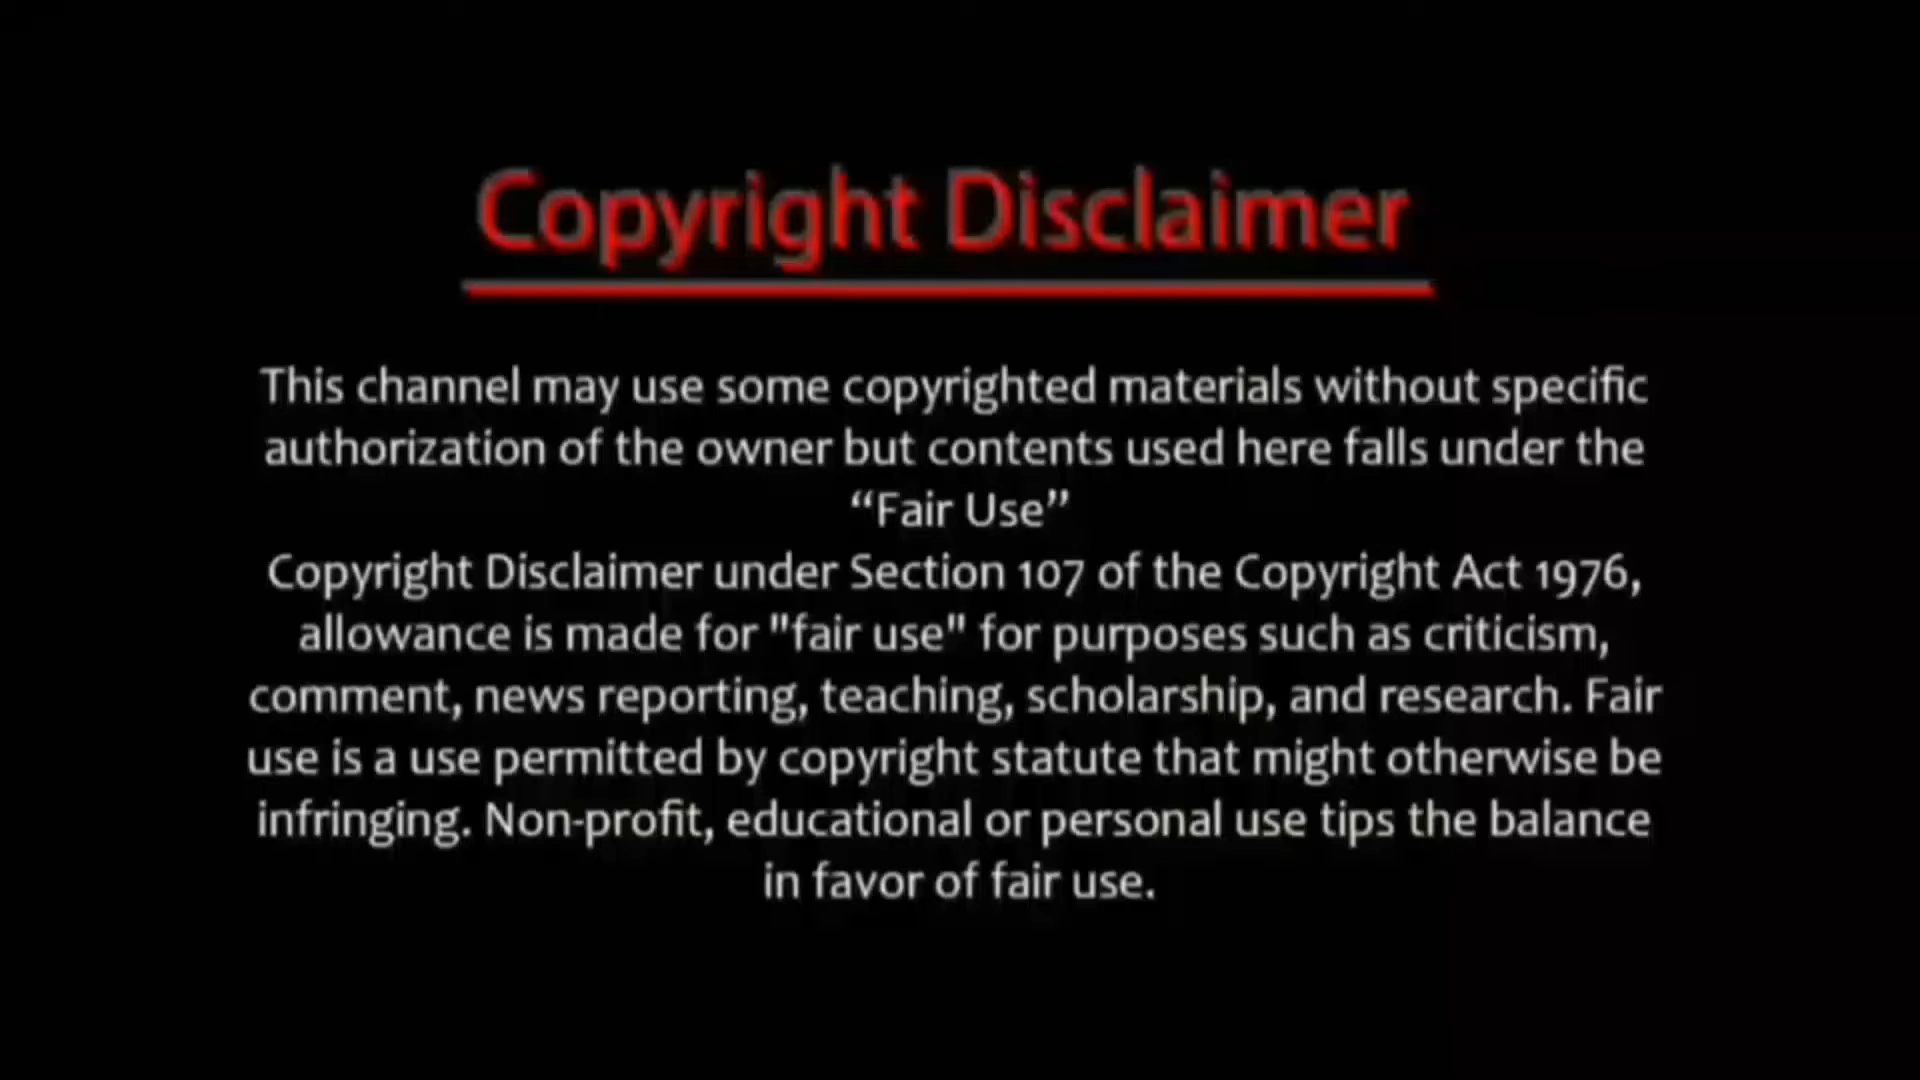 Copyright Disclaimer
This channel may use some copyrighted materials without specific
authorization of the owner but contents used here falls under the
“Fair Use”
Copyright Disclaimer under Section 107 of the Copyright Act 1976,
allowance is made for "fair use" for purposes such as criticism,
comment, news reporting, teaching, scholarship, and research. Fair
use is a use permitted by copyright statute that might otherwise be
infringing. Non-profit, educational or personal use tips the balance
in favor of fair use.